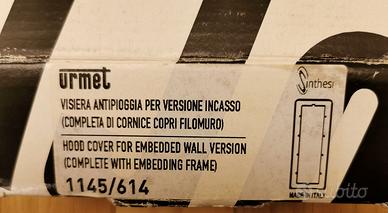 urmet
Sinthesi
VISIERA ANTIPIOGGIA PER VERSIONE INCASSO
(COMPLETA DI CORNICE COPRI FILOMURO)
HOOD COVER FOR EMBEDDED WALL VERSION
(COMPLETE WITH EMBEDDING FRAME)
1145/614
MADE IN ITALY
subito